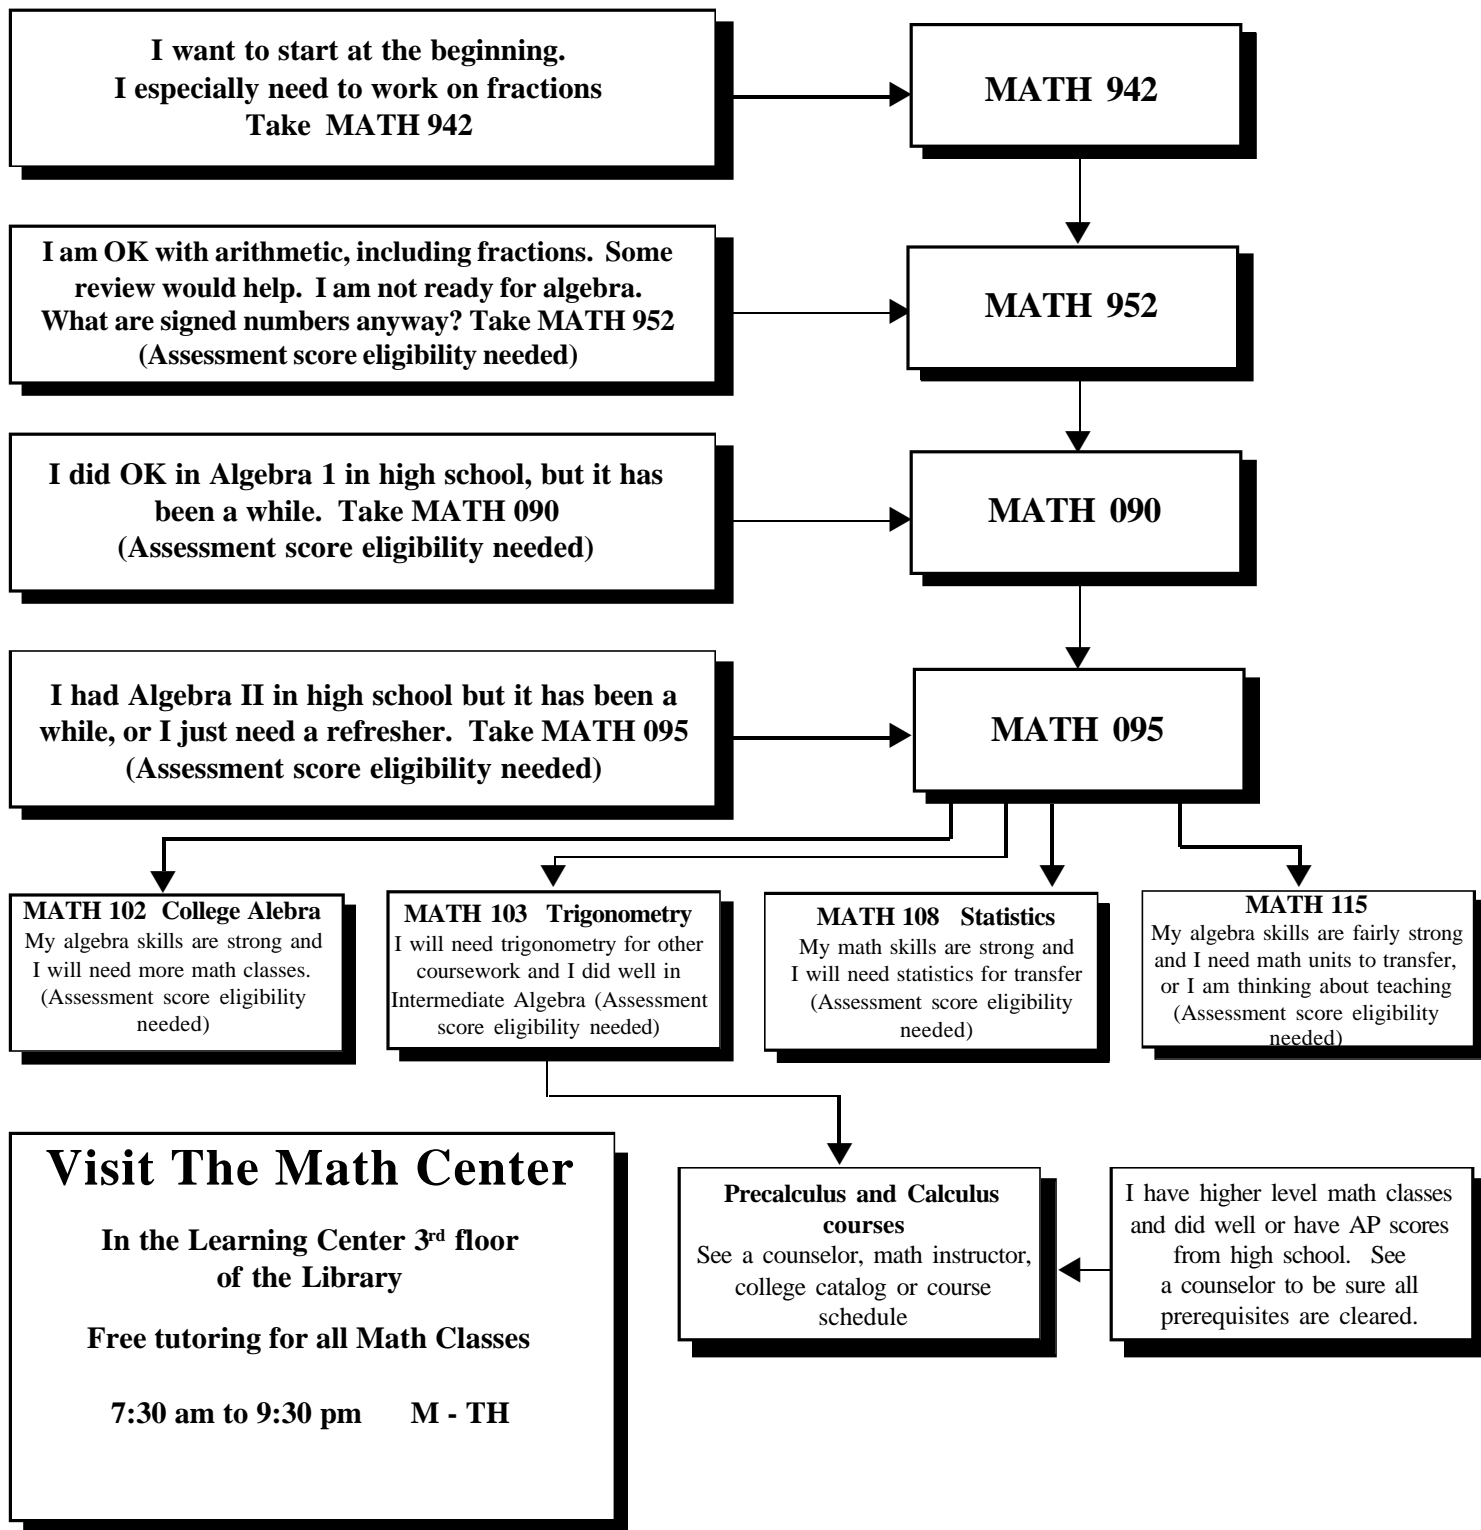 I want to start at the beginning.
I especially need to work on fractions
Take MATH 942
MATH 942
I am OK with arithmetic, including fractions. Some
review would help. I am not ready for algebra.
What are signed numbers anyway? Take MATH 952
(Assessment score eligibility needed)
MATH 952
I did OK in Algebra 1 in high school, but it has
been a while. Take MATH 090
(Assessment score eligibility needed)
MATH 090
I had Algebra II in high school but it has been a
while, or I just need a refresher. Take MATH 095
(Assessment score eligibility needed)
MATH 095
MATH 102 College Alebra
My algebra skills are strong and
I will need more math classes.
(Assessment score eligibility
needed)
MATH 103 Trigonometry
I will need trigonometry for other
coursework and I did well in
Intermediate Algebra (Assessment
score eligibility needed)
MATH 108 Statistics
My math skills are strong and
I will need statistics for transfer
(Assessment score eligibility
needed)
MATH 115
My algebra skills are fairly strong
and I need math units to transfer,
or I am thinking about teaching
(Assessment score eligibility
needed)
Visit The Math Center
In the Learning Center 3rd floor
of the Library
Free tutoring for all Math Classes
7:30 am to 9:30 pm M - TH
Precalculus and Calculus
courses
See a counselor, math instructor,
college catalog or course
schedule
I have higher level math classes
and did well or have AP scores
from high school. See
a counselor to be sure all
prerequisites are cleared.